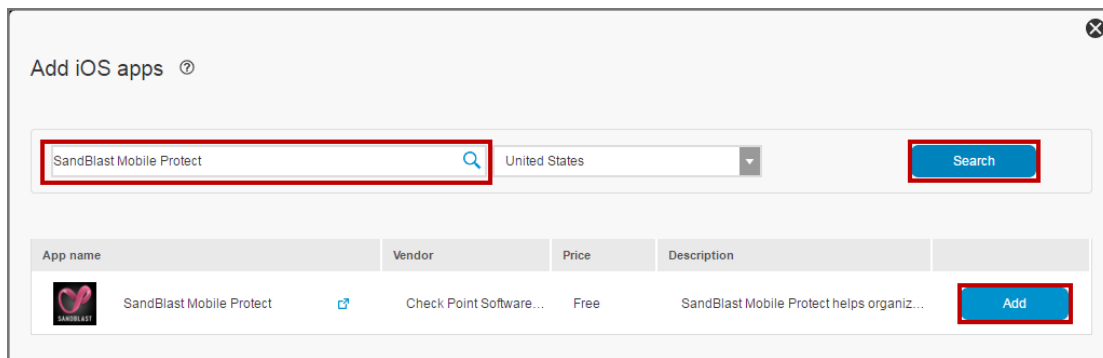 Add iOS apps ?
SandBlast Mobile Protect United States Search
App name Vendor Price Description
SANDBLAST SandBlast Mobile Protect Check Point Software... Free SandBlast Mobile Protect helps organiz... Add